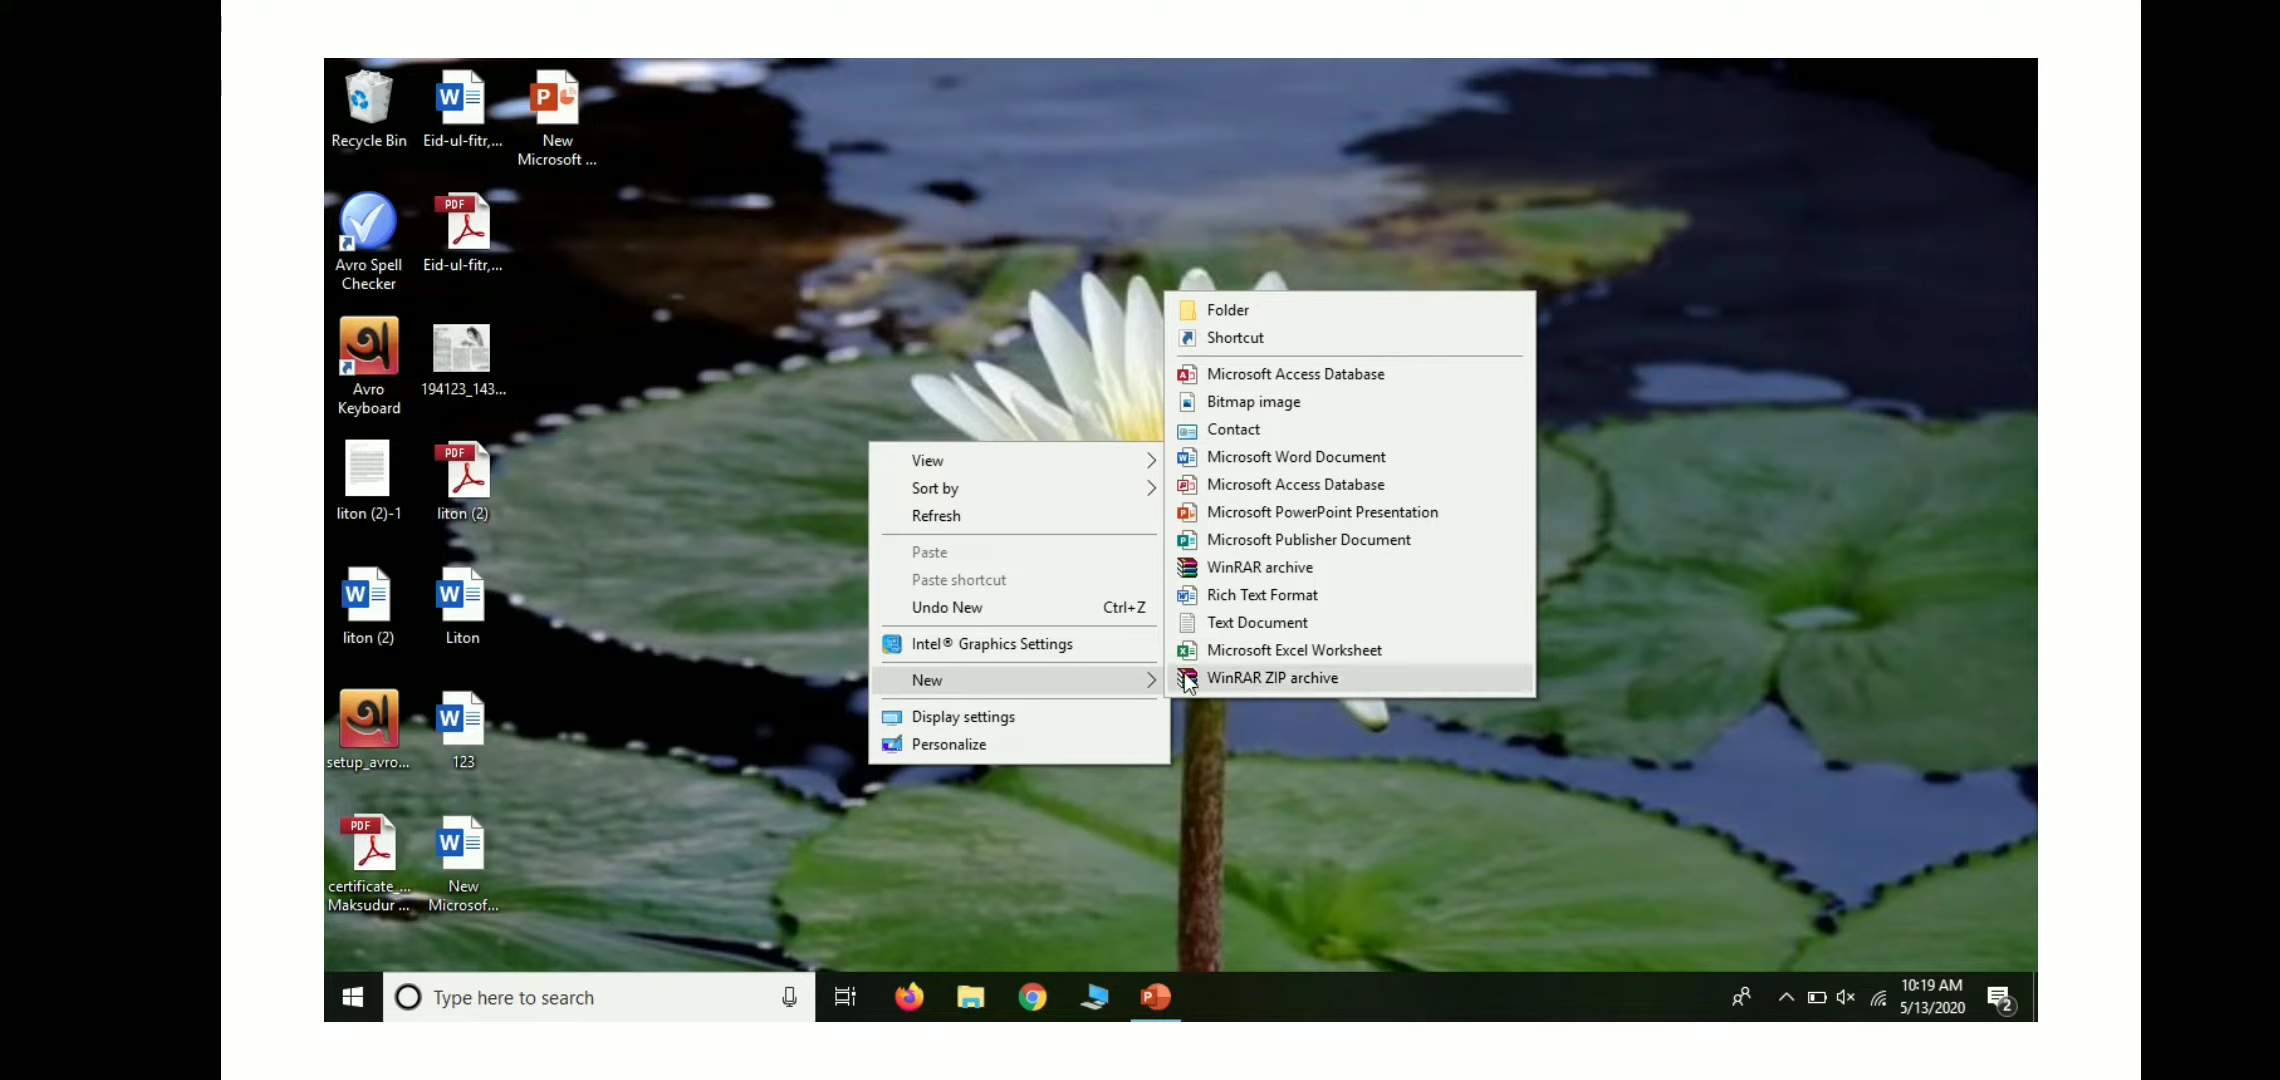 Recycle Bin
Eid-ul-fitr,...
New
Microsoft ...
Avro Spell
Checker
Eid-ul-fitr,...
Avro
Keyboard
194123_143...
liton (2)-1
liton (2)
liton (2)
Liton
setup_avro...
123
certificate_...
Maksudur ...
New
Microsof...
View
Sort by
Refresh
Paste
Paste shortcut
Undo New Ctrl+Z
Intel® Graphics Settings
New
Display settings
Personalize
Folder
Shortcut
Microsoft Access Database
Bitmap image
Contact
Microsoft Word Document
Microsoft Access Database
Microsoft PowerPoint Presentation
Microsoft Publisher Document
WinRAR archive
Rich Text Format
Text Document
Microsoft Excel Worksheet
WinRAR ZIP archive
Type here to search
10:19 AM
5/13/2020
2